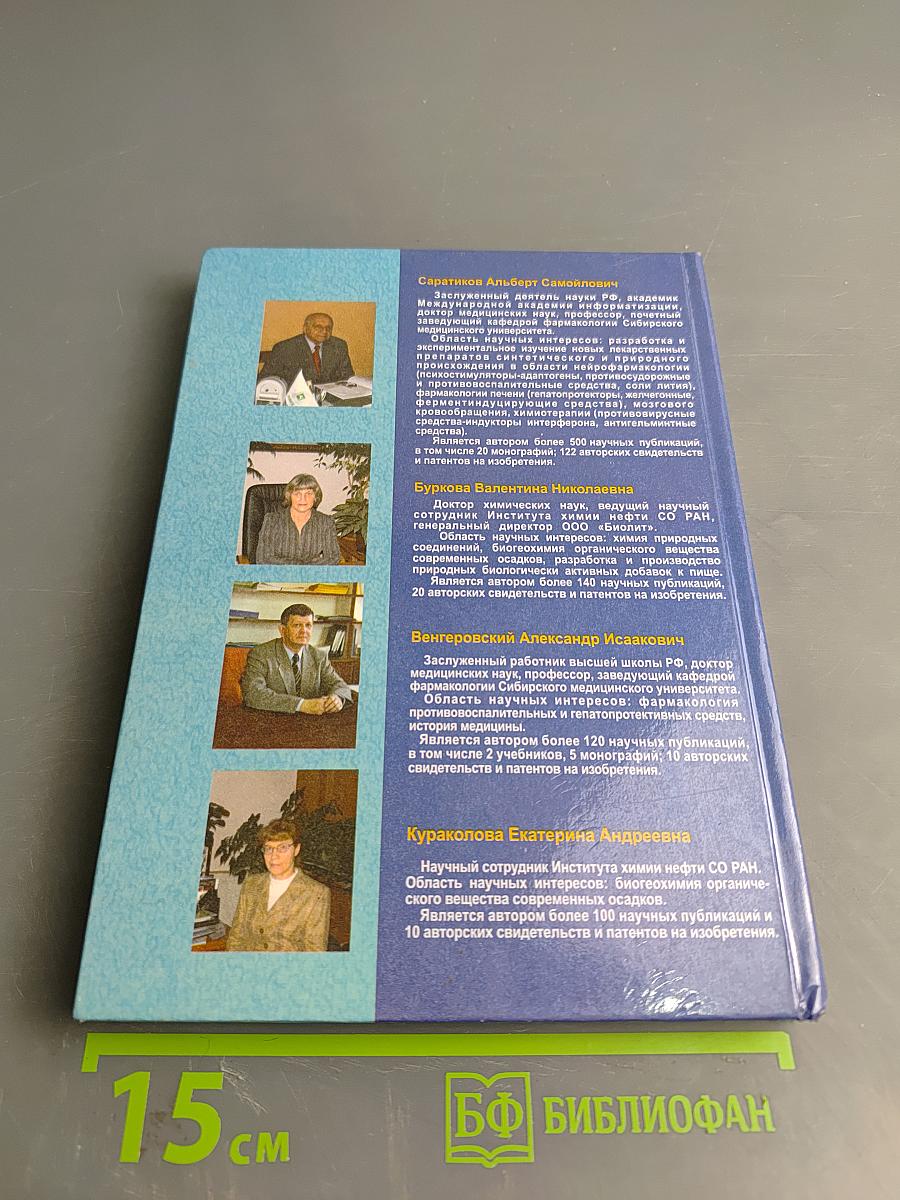 Саратиков Альберт Самойлович
Заслуженный деятель науки РФ, академик
Международной академии информатизации,
доктор медицинских наук, профессор, почетный
заведующий кафедрой фармакологии Сибирского
медицинского университета.
Область научных интересов: разработка и
экспериментальное изучение новых лекарственных
препаратов синтетического и природного
происхождения в области нейрофармакологии
(психостимуляторы-адаптогены, противосудорожные
и противовоспалительные средства, соли лития),
фармакологии печени (гепатопротекторы, желчегонные,
ферментиндуцирующие средства), мозгового
кровообращения, химиотерапии (противовирусные
средства-индукторы интерферона, антигельминтные
средства).
Является автором более 500 научных публикаций,
в том числе 20 монографий; 122 авторских свидетельств
и патентов на изобретения.
Буркова Валентина Николаевна
Доктор химических наук, ведущий научный
сотрудник Института химии нефти СО РАН,
генеральный директор ООО «Биолит».
Область научных интересов: химия природных
соединений, биогеохимия органического вещества
современных осадков, разработка и производство
природных биологически активных добавок к пище.
Является автором более 140 научных публикаций,
20 авторских свидетельств и патентов на изобретения.
Венгеровский Александр Исаакович
Заслуженный работник высшей школы РФ, доктор
медицинских наук, профессор, заведующий кафедрой
фармакологии Сибирского медицинского университета.
Область научных интересов: фармакология
противовоспалительных и гепатопротективных средств,
история медицины.
Является автором более 120 научных публикаций,
в том числе 2 учебников, 5 монографий; 10 авторских
свидетельств и патентов на изобретения.
Кураколова Екатерина Андреевна
Научный сотрудник Института химии нефти СО РАН.
Область научных интересов: биогеохимия органиче-
ского вещества современных осадков.
Является автором более 100 научных публикаций и
10 авторских свидетельств и патентов на изобретения.
15 см
БФ БИБЛИОФАН